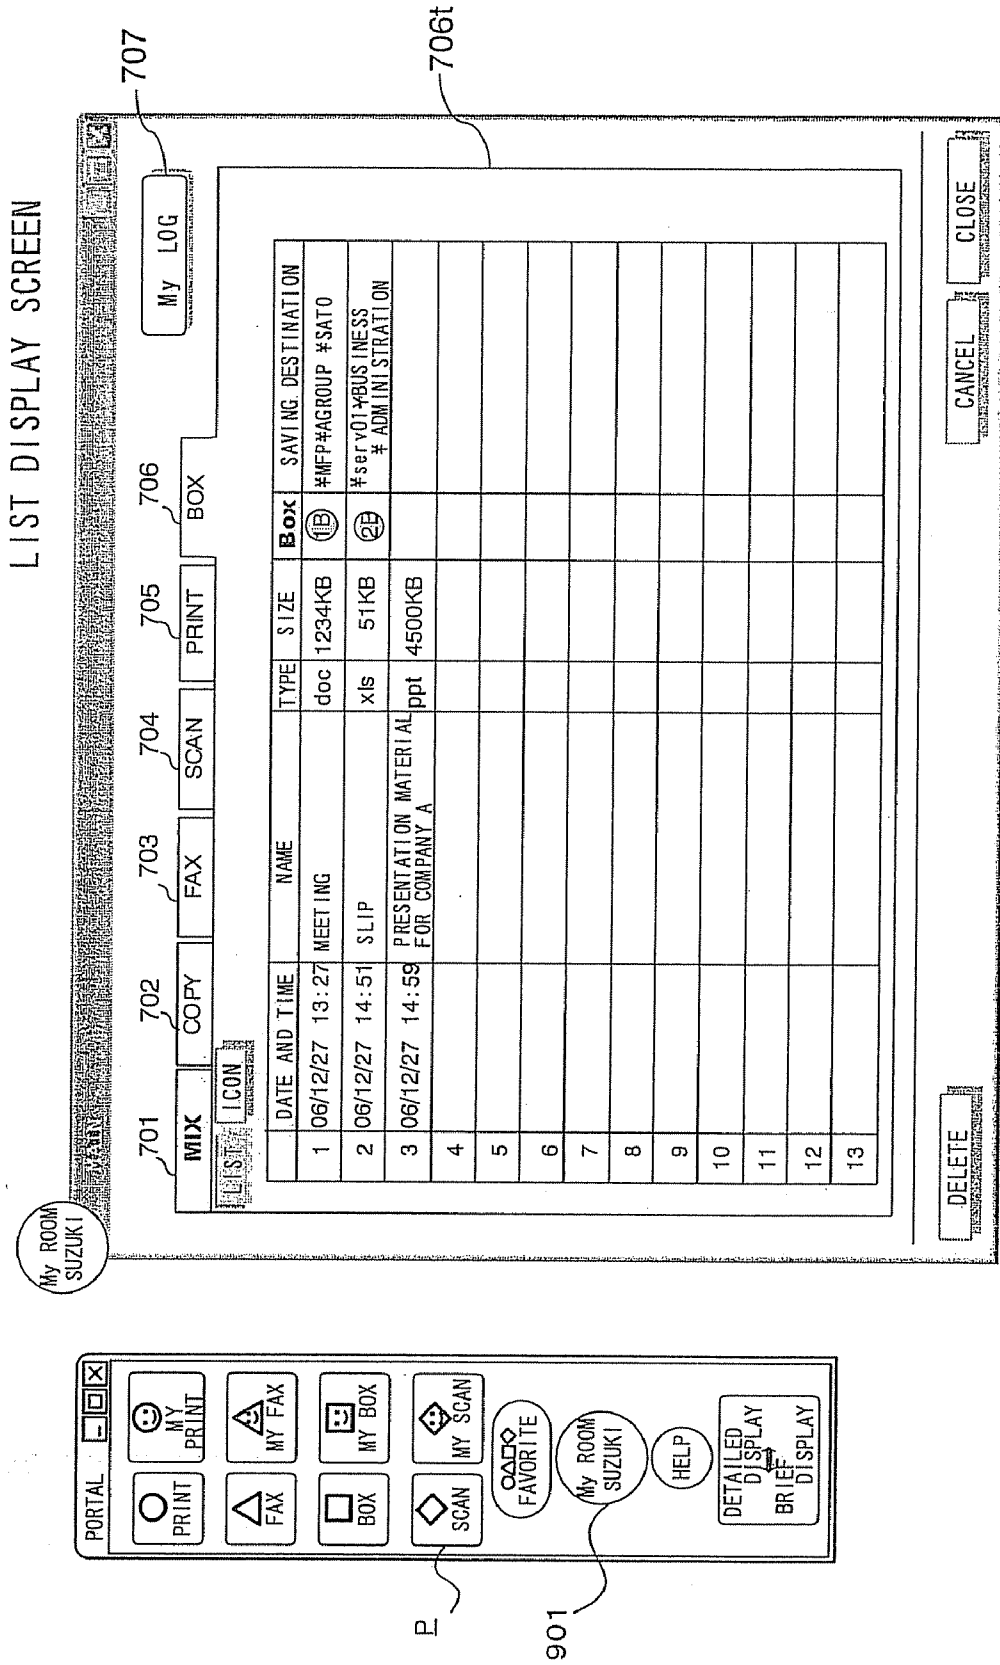 LIST DISPLAY SCREEN
My ROOM
SUZUKI
707
My LOG
701
702
703
704
705
706
MIX
COPY
FAX
SCAN
PRINT
BOX
706t
LIST
ICON
DATE AND TIME NAME TYPE SIZE Box SAVING DESTINATION
1 06/12/27 13:27 MEETING doc 1234KB 1B ¥MFP¥AGROUP ¥SATO
2 06/12/27 14:51 SLIP xls 51KB 2B ¥serv01¥BUSINESS
¥ADMINISTRATION
3 06/12/27 14:59 PRESENTATION MATERIAL ppt 4500KB
FOR COMPANY A
4
5
6
7
8
9
10
11
12
13
DELETE
CANCEL
CLOSE
PORTAL
PRINT
MY
PRINT
FAX
MY FAX
BOX
MY BOX
SCAN
MY SCAN
FAVORITE
My ROOM
SUZUKI
HELP
DETAILED
DISPLAY
BRIEF
DISPLAY
P
901